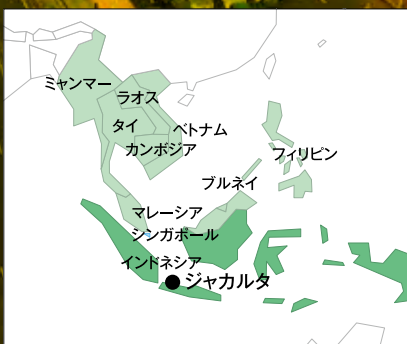 ミャンマー
ラオス
タイ
ベトナム
カンボジア
フィリピン
ブルネイ
マレーシア
シンガポール
インドネシア
ジャカルタ